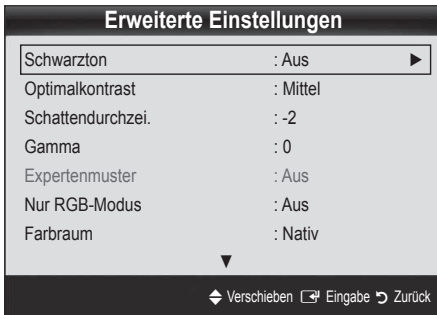 Erweiterte Einstellungen
Schwarzton : Aus ▶
Optimalkontrast : Mittel
Schattendurchzei. : -2
Gamma : 0
Expertenmuster : Aus
Nur RGB-Modus : Aus
Farbraum : Nativ
▼
Verschieben Eingabe Zurück